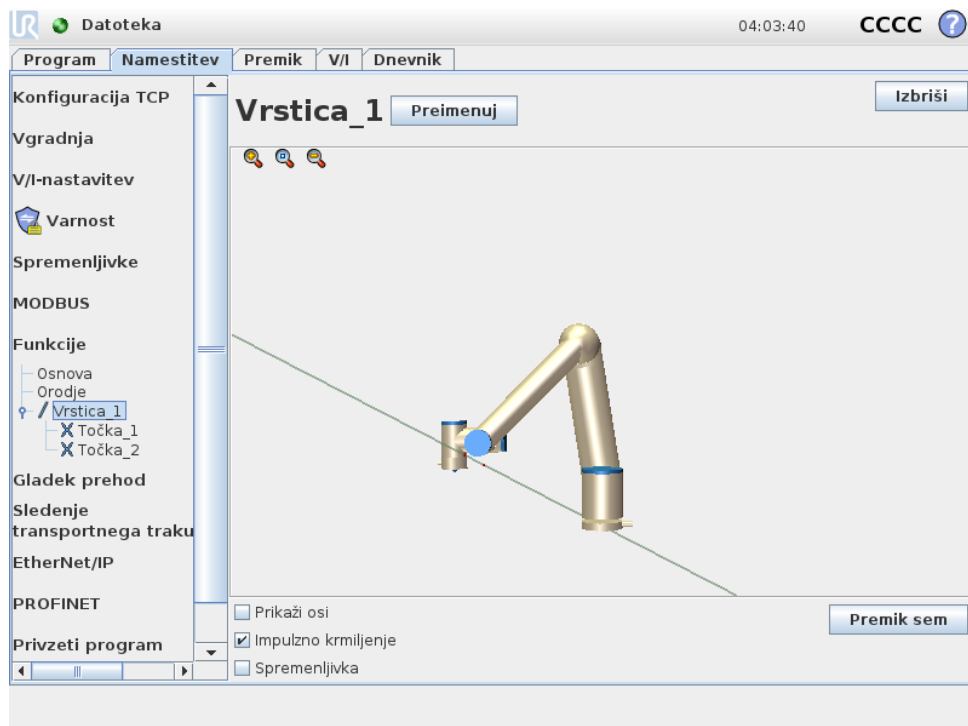 UR Datoteka 04:03:40 CCCC ?
Program Namestitev Premik V/I Dnevnik
Konfiguracija TCP
Vgradnja
V/I-nastavitev
Varnost
Spremenljivke
MODBUS
Funkcije
Osnova
Orodje
Vrstica_1
Točka_1
Točka_2
Gladek prehod
Sledenje
transportnega traku
EtherNet/IP
PROFINET
Privzeti program
Vrstica_1 Preimenuj Izbriši
Prikaži osi
Impulzno krmiljenje
Spremenljivka
Premik sem